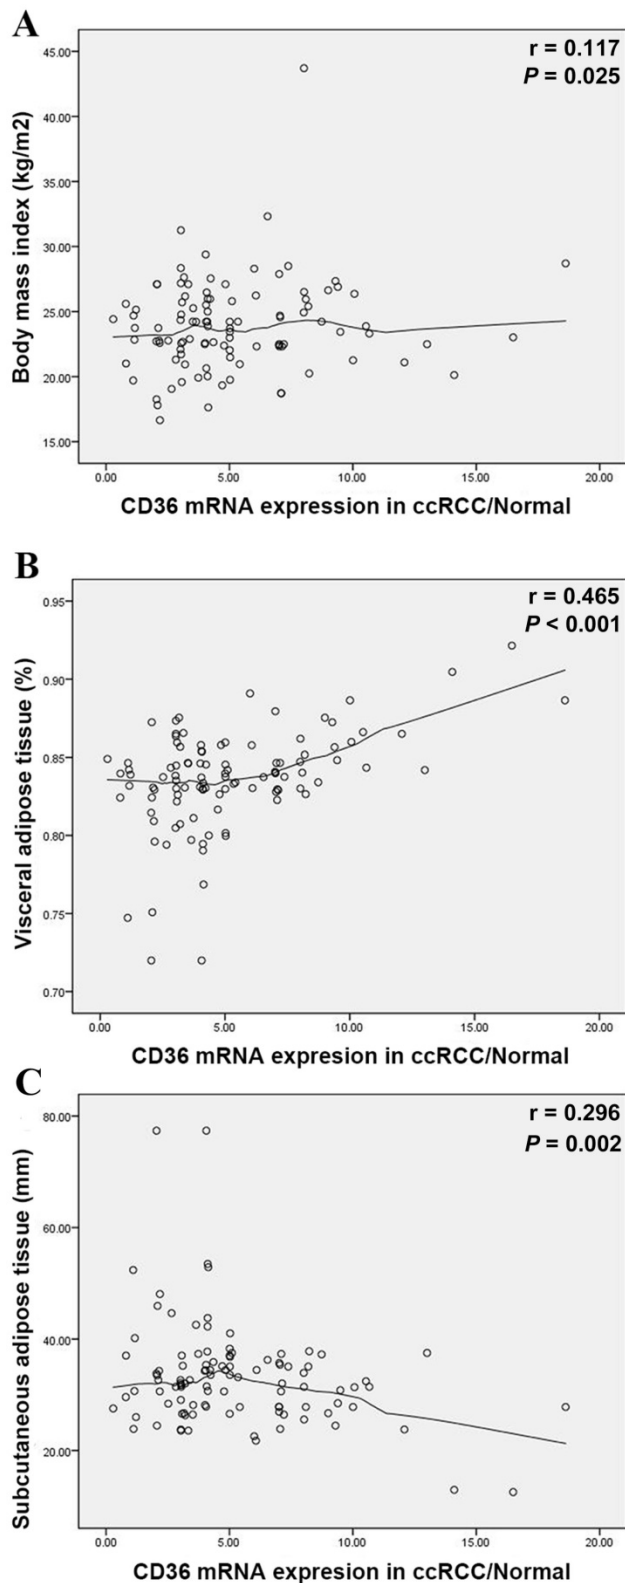 A
r = 0.117
P = 0.025
Body mass index (kg/m2)
45.00
40.00
35.00
30.00
25.00
20.00
15.00
0.00 5.00 10.00 15.00 20.00
CD36 mRNA expression in ccRCC/Normal
B
r = 0.465
P < 0.001
Visceral adipose tissue (%)
0.95
0.90
0.85
0.80
0.75
0.70
0.00 5.00 10.00 15.00 20.00
CD36 mRNA expresion in ccRCC/Normal
C
r = 0.296
P = 0.002
Subcutaneous adipose tissue (mm)
80.00
60.00
40.00
20.00
0.00 5.00 10.00 15.00 20.00
CD36 mRNA expresion in ccRCC/Normal